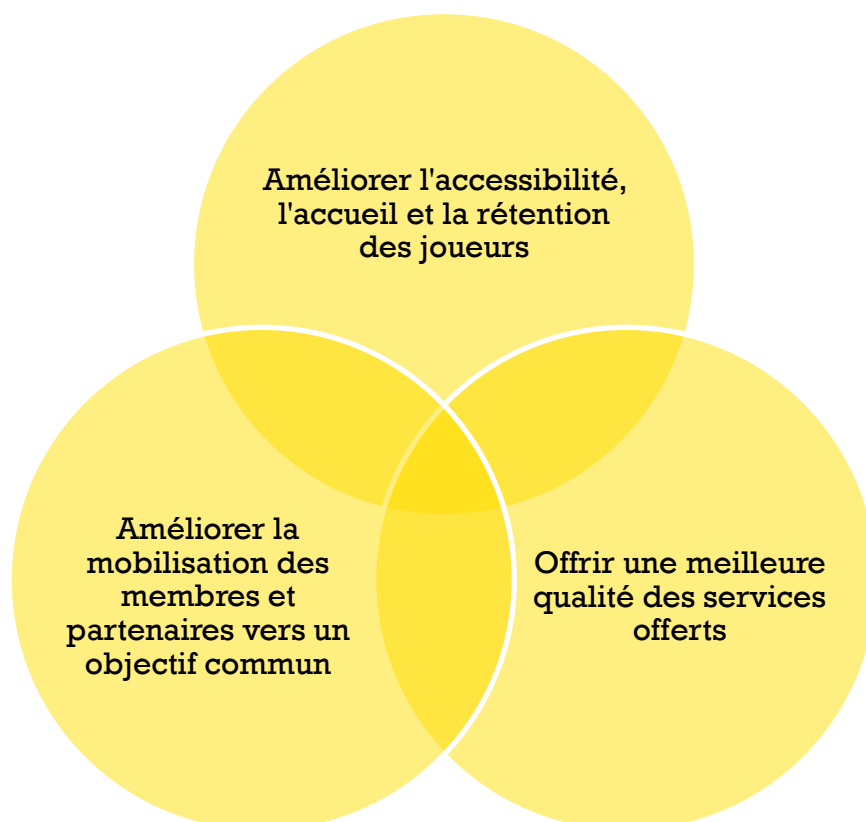 Améliorer l'accessibilité,
l'accueil et la rétention
des joueurs
Améliorer la
mobilisation des
membres et
partenaires vers un
objectif commun
Offrir une meilleure
qualité des services
offerts